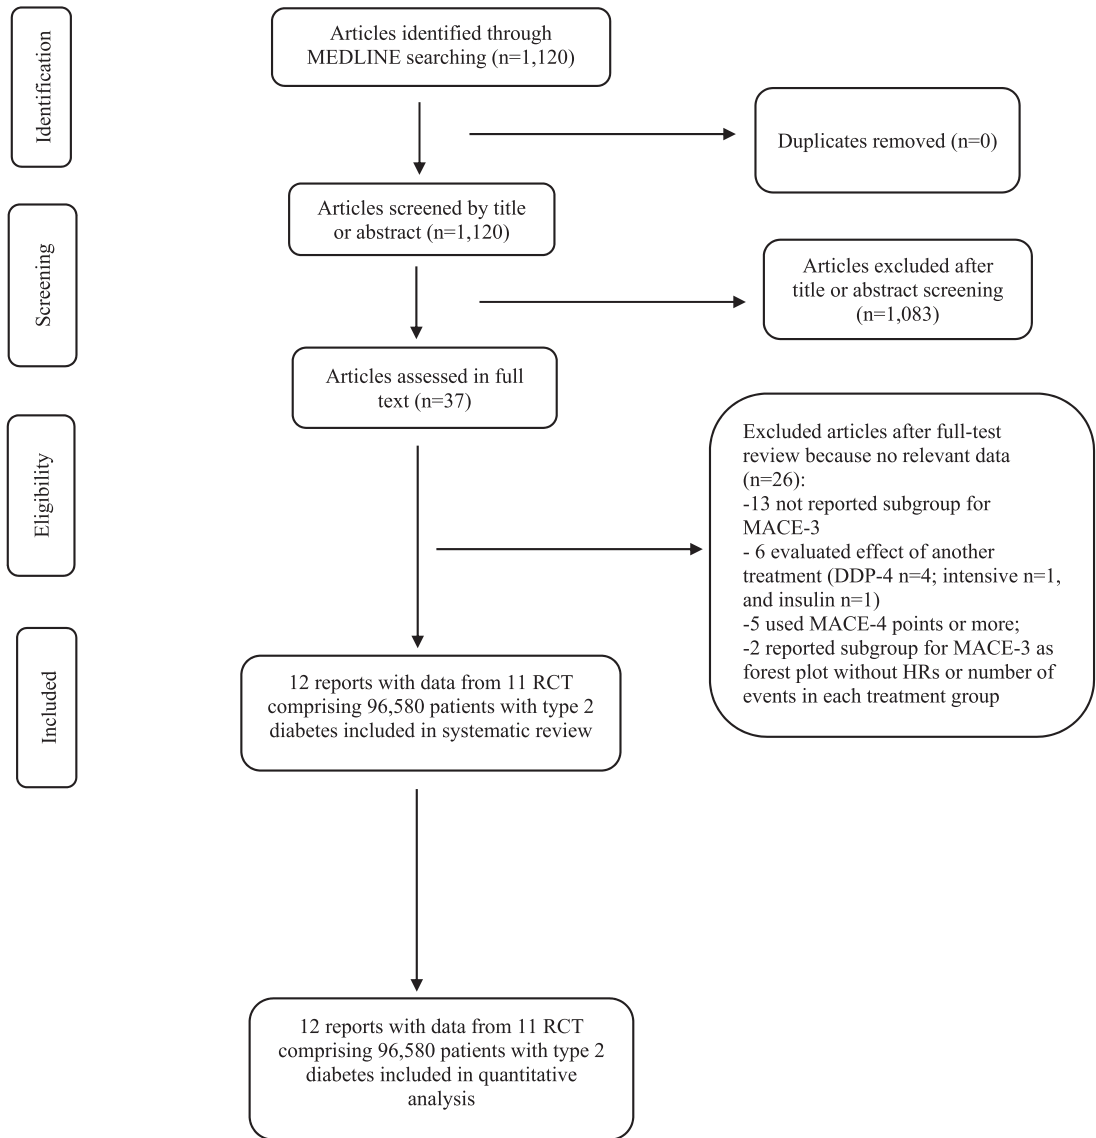 Identification
Articles identified through
MEDLINE searching (n=1,120)
Duplicates removed (n=0)
Screening
Articles screened by title
or abstract (n=1,120)
Articles excluded after
title or abstract screening
(n=1,083)
Articles assessed in full
text (n=37)
Eligibility
Excluded articles after full-test
review because no relevant data
(n=26):
-13 not reported subgroup for
MACE-3
- 6 evaluated effect of another
treatment (DDP-4 n=4; intensive n=1,
and insulin n=1)
-5 used MACE-4 points or more;
-2 reported subgroup for MACE-3 as
forest plot without HRs or number of
events in each treatment group
Included
12 reports with data from 11 RCT
comprising 96,580 patients with type 2
diabetes included in systematic review
12 reports with data from 11 RCT
comprising 96,580 patients with type 2
diabetes included in quantitative
analysis